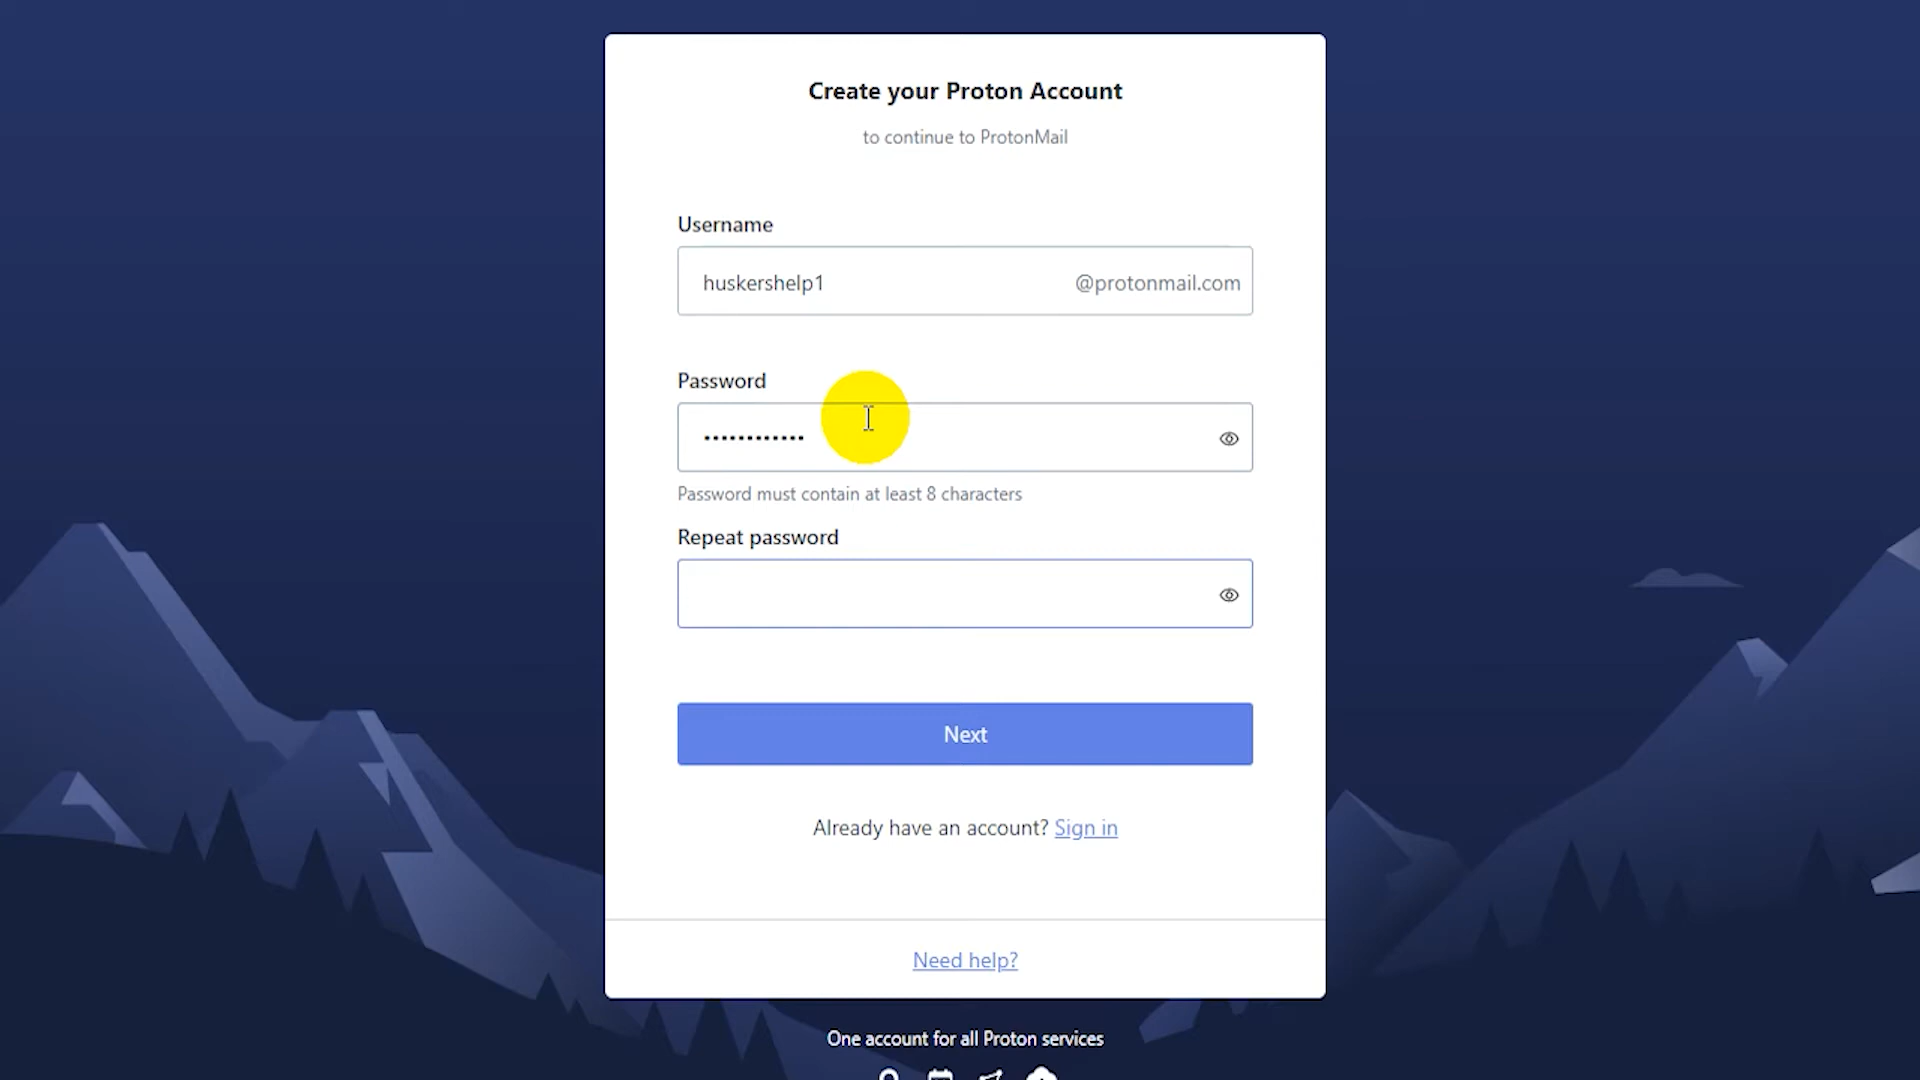 Create your Proton Account
to continue to ProtonMail
Username
huskershelp1 @protonmail.com
Password
••••••••••••
Password must contain at least 8 characters
Repeat password
Next
Already have an account? Sign in
Need help?
One account for all Proton services